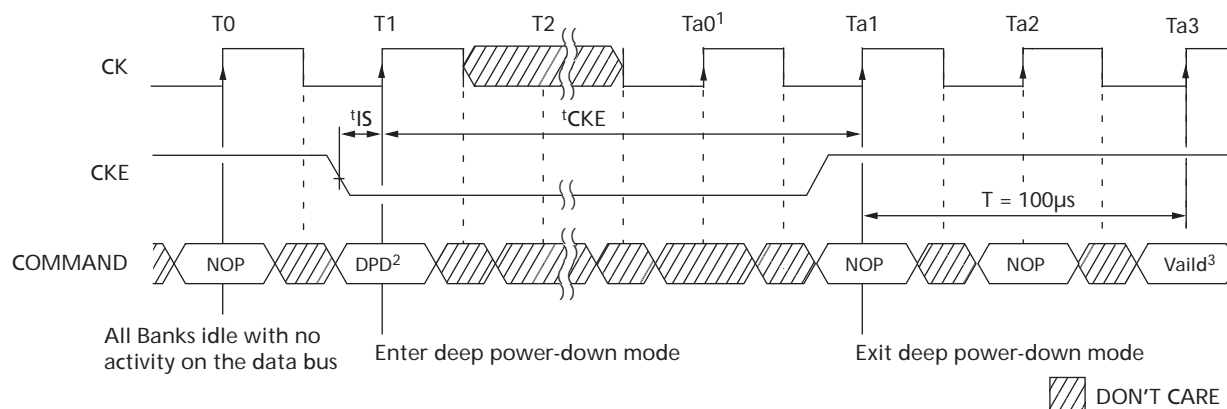 T0 T1 T2 Ta0¹ Ta1 Ta2 Ta3
CK
tIS tCKE
CKE
T = 100μs
COMMAND NOP DPD² NOP NOP Vaild³
All Banks idle with no
activity on the data bus
Enter deep power-down mode
Exit deep power-down mode
DON'T CARE